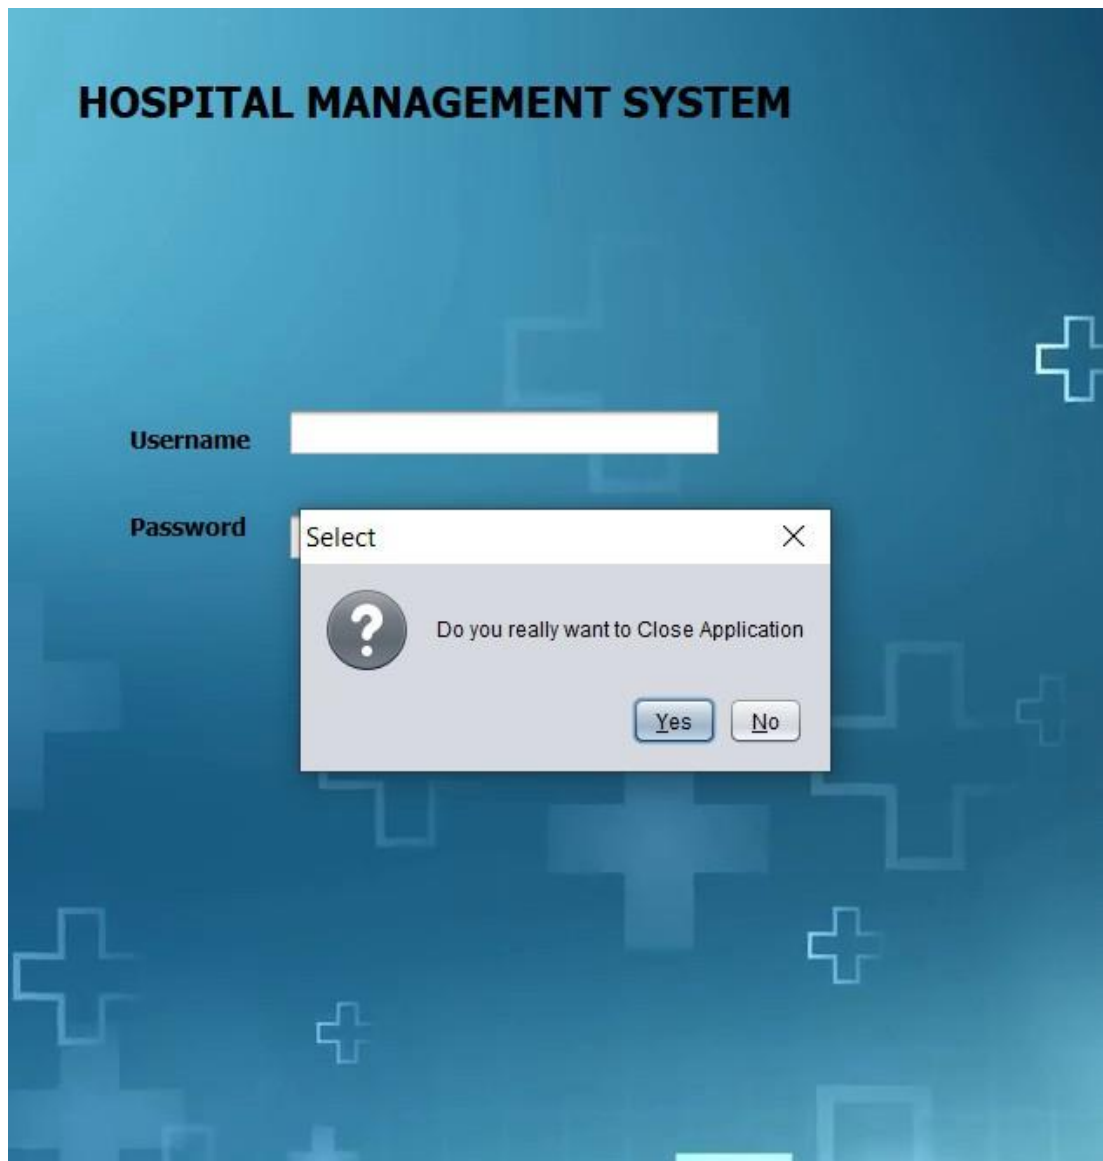 HOSPITAL MANAGEMENT SYSTEM
Username
Password
Select
Do you really want to Close Application
Yes
No